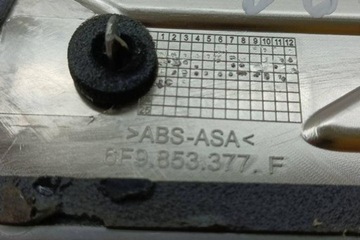 1 2 3 4 5 6 7 8 9 10 11 12
>ABS-ASA<
6F9.853.377. F